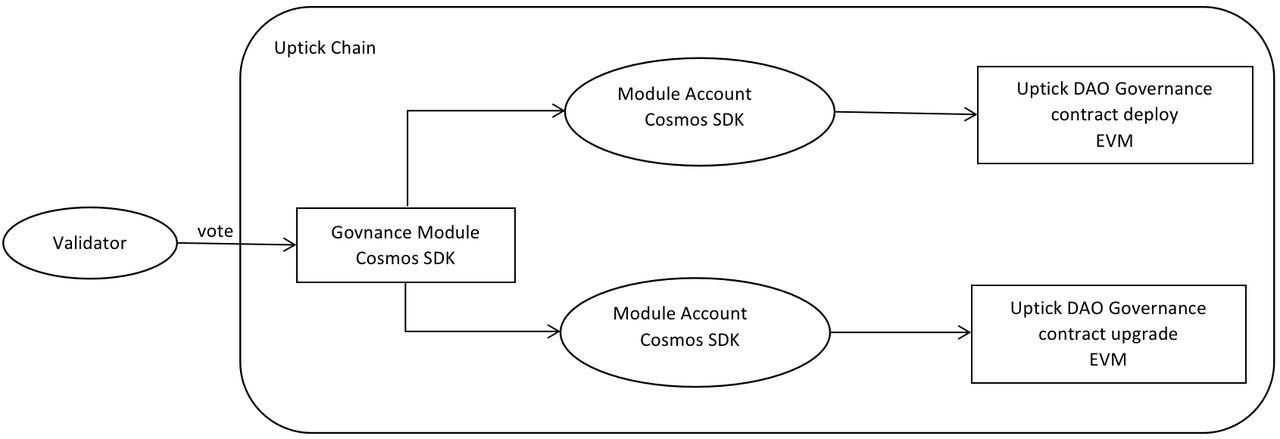 Uptick Chain
Module Account
Cosmos SDK
Uptick DAO Governance
contract deploy
EVM
Validator
vote
Govnance Module
Cosmos SDK
Module Account
Cosmos SDK
Uptick DAO Governance
contract upgrade
EVM